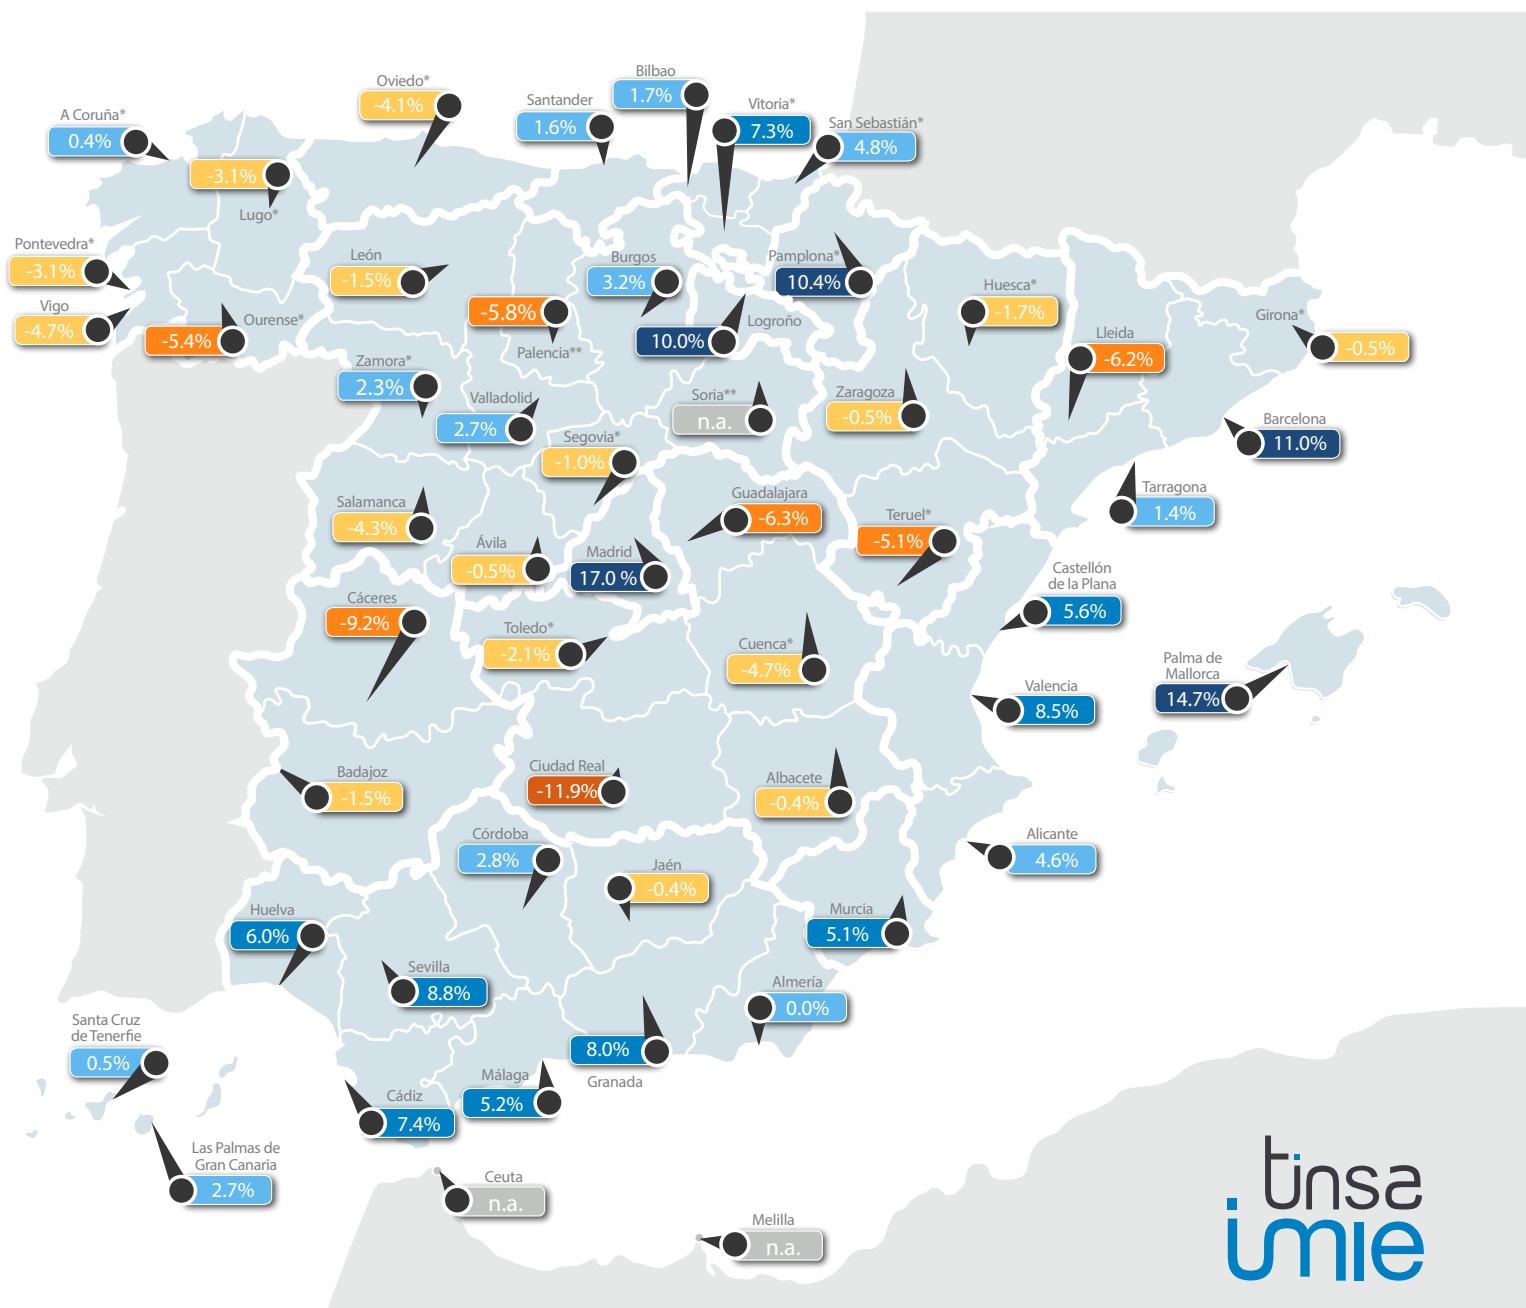 Oviedo*
-4.1%
Santander
1.6%
Bilbao
1.7%
Vitoria*
7.3%
San Sebastián*
4.8%
A Coruña*
0.4%
-3.1%
Lugo*
Pontevedra*
-3.1%
Vigo
-4.7%
Ourense*
-5.4%
León
-1.5%
Burgos
3.2%
Pamplona*
10.4%
-5.8%
Palencia**
10.0%
Logroño
Huesca*
-1.7%
Lleida
-6.2%
Girona*
-0.5%
Zamora*
2.3%
Valladolid
2.7%
Soria**
n.a.
Zaragoza
-0.5%
Barcelona
11.0%
Segovia*
-1.0%
Salamanca
-4.3%
Guadalajara
-6.3%
Teruel*
-5.1%
Tarragona
1.4%
Ávila
-0.5%
Madrid
17.0 %
Castellón
de la Plana
5.6%
Cáceres
-9.2%
Toledo*
-2.1%
Cuenca*
-4.7%
Palma de
Mallorca
14.7%
Valencia
8.5%
Badajoz
-1.5%
Ciudad Real
-11.9%
Albacete
-0.4%
Córdoba
2.8%
Jaén
-0.4%
Alicante
4.6%
Huelva
6.0%
Murcia
5.1%
Sevilla
8.8%
Almería
0.0%
Santa Cruz
de Tenerfie
0.5%
8.0%
Granada
Málaga
5.2%
Cádiz
7.4%
Las Palmas de
Gran Canaria
2.7%
Ceuta
n.a.
Melilla
n.a.
tinsa
imie